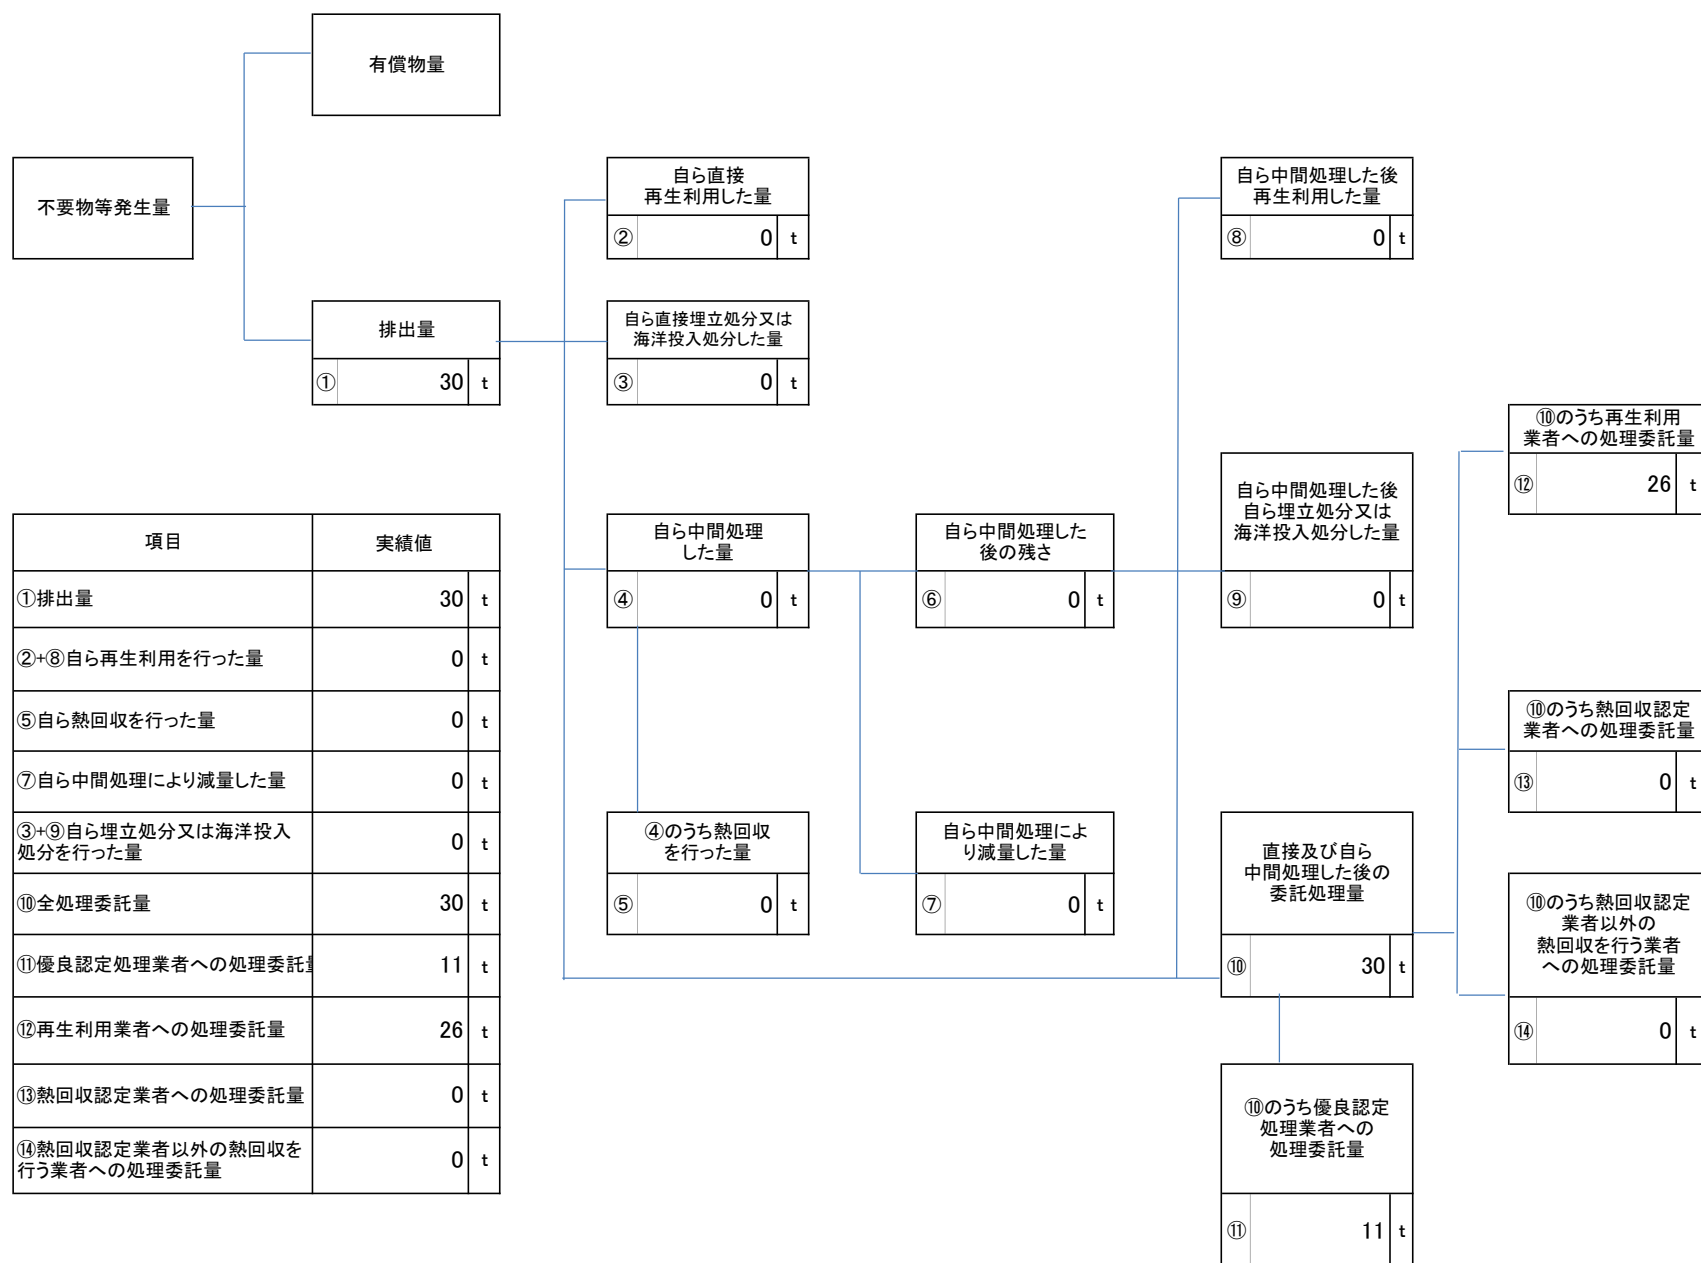 有償物量
不要物等発生量
排出量
① 30 t
自ら直接
再生利用した量
② 0 t
自ら直接埋立処分又は
海洋投入処分した量
③ 0 t
自ら中間処理
した量
④ 0 t
④のうち熱回収
を行った量
⑤ 0 t
自ら中間処理した
後の残さ
⑥ 0 t
自ら中間処理によ
り減量した量
⑦ 0 t
自ら中間処理した後
再生利用した量
⑧ 0 t
自ら中間処理した後
自ら埋立処分又は
海洋投入処分した量
⑨ 0 t
直接及び自ら
中間処理した後の
委託処理量
⑩ 30 t
⑩のうち優良認定
処理業者への
処理委託量
⑪ 11 t
⑩のうち再生利用
業者への処理委託量
⑫ 26 t
⑩のうち熱回収認定
業者への処理委託量
⑬ 0 t
⑩のうち熱回収認定
業者以外の
熱回収を行う業者
への処理委託量
⑭ 0 t
項目 実績値
①排出量 30 t
②+⑧自ら再生利用を行った量 0 t
⑤自ら熱回収を行った量 0 t
⑦自ら中間処理により減量した量 0 t
③+⑨自ら埋立処分又は海洋投入
処分を行った量 0 t
⑩全処理委託量 30 t
⑪優良認定処理業者への処理委託 11 t
⑫再生利用業者への処理委託量 26 t
⑬熱回収認定業者への処理委託量 0 t
⑭熱回収認定業者以外の熱回収を
行う業者への処理委託量 0 t